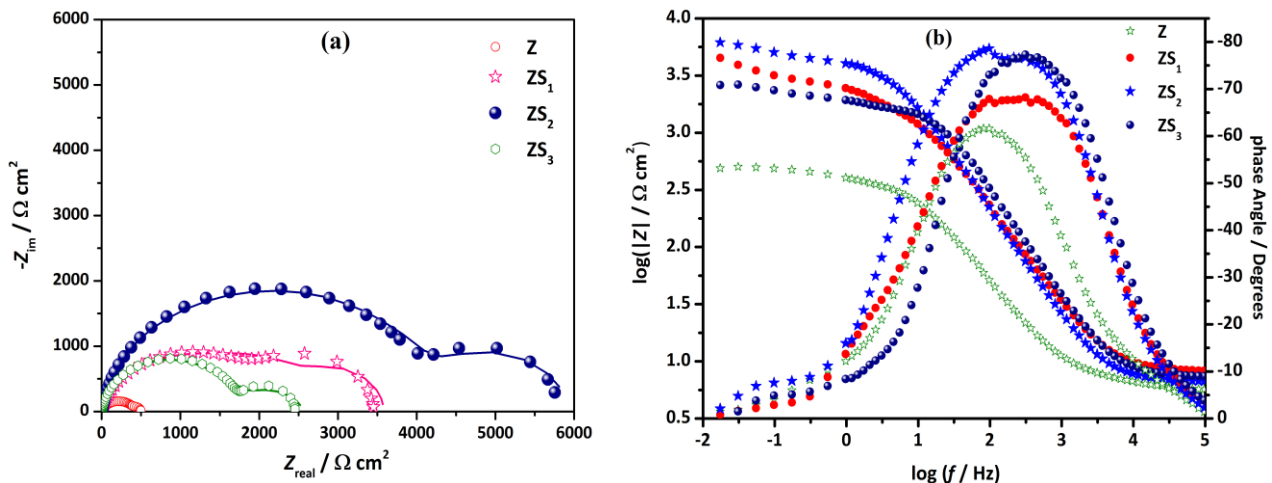 (a)
6000
5000
4000
3000
2000
1000
0
-Zim / Ω cm²
0 1000 2000 3000 4000 5000 6000
Zreal / Ω cm²
Z
ZS₁
ZS₂
ZS₃
(b)
4.0
3.5
3.0
2.5
2.0
1.5
1.0
0.5
log(|Z| / Ω cm²)
-2 -1 0 1 2 3 4 5
log (f / Hz)
Z
ZS₁
ZS₂
ZS₃
-80
-70
-60
-50
-40
-30
-20
-10
0
phase Angle / Degrees